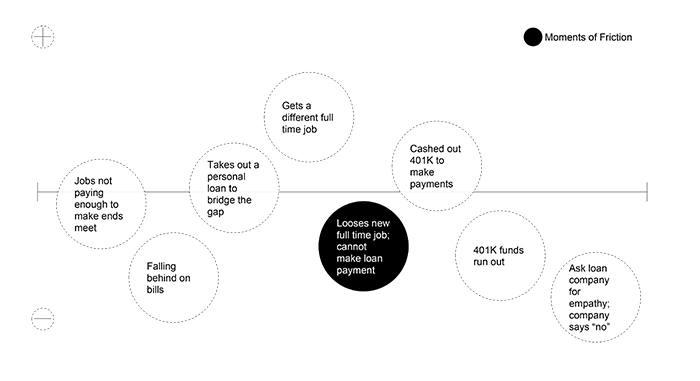 Moments of Friction
Jobs not
paying
enough to
make ends
meet
Falling
behind on
bills
Takes out a
personal
loan to
bridge the
gap
Gets a
different full
time job
Looses new
full time job;
cannot
make loan
payment
Cashed out
401K to
make
payments
401K funds
run out
Ask loan
company
for
empathy;
company
says “no”